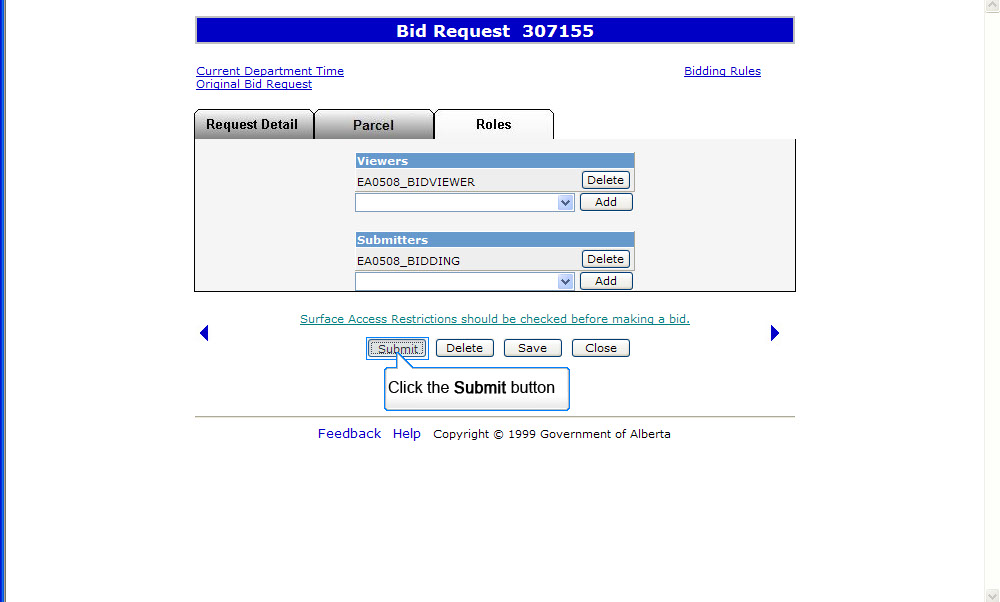 Bid Request 307155
Current Department Time
Bidding Rules
Original Bid Request
Request Detail
Parcel
Roles
Viewers
EA0508_BIDVIEWER
Delete
Add
Submitters
EA0508_BIDDING
Delete
Add
Surface Access Restrictions should be checked before making a bid.
Submit
Delete
Save
Close
Click the Submit button
Feedback Help Copyright © 1999 Government of Alberta